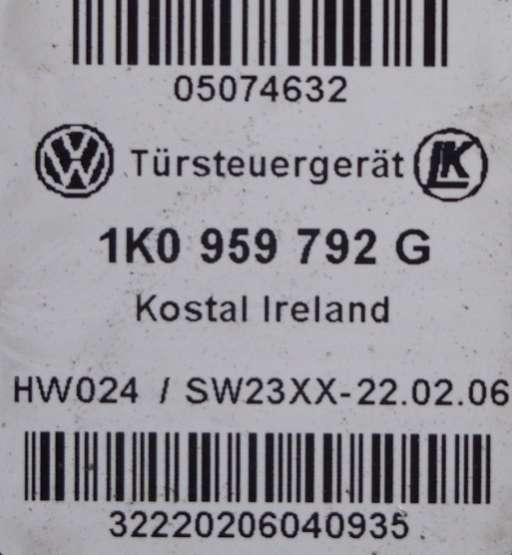 05074632
Türsteuergerät
1K0 959 792 G
Kostal Ireland
HW024 / SW23XX-22.02.06
32220206040935